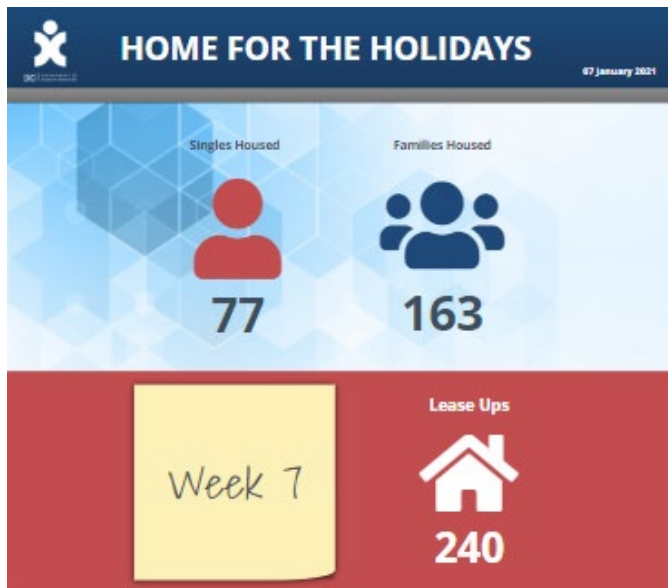 HOME FOR THE HOLIDAYS
07 January 2021
Singles Housed
Families Housed
77
163
Week 7
Lease Ups
240